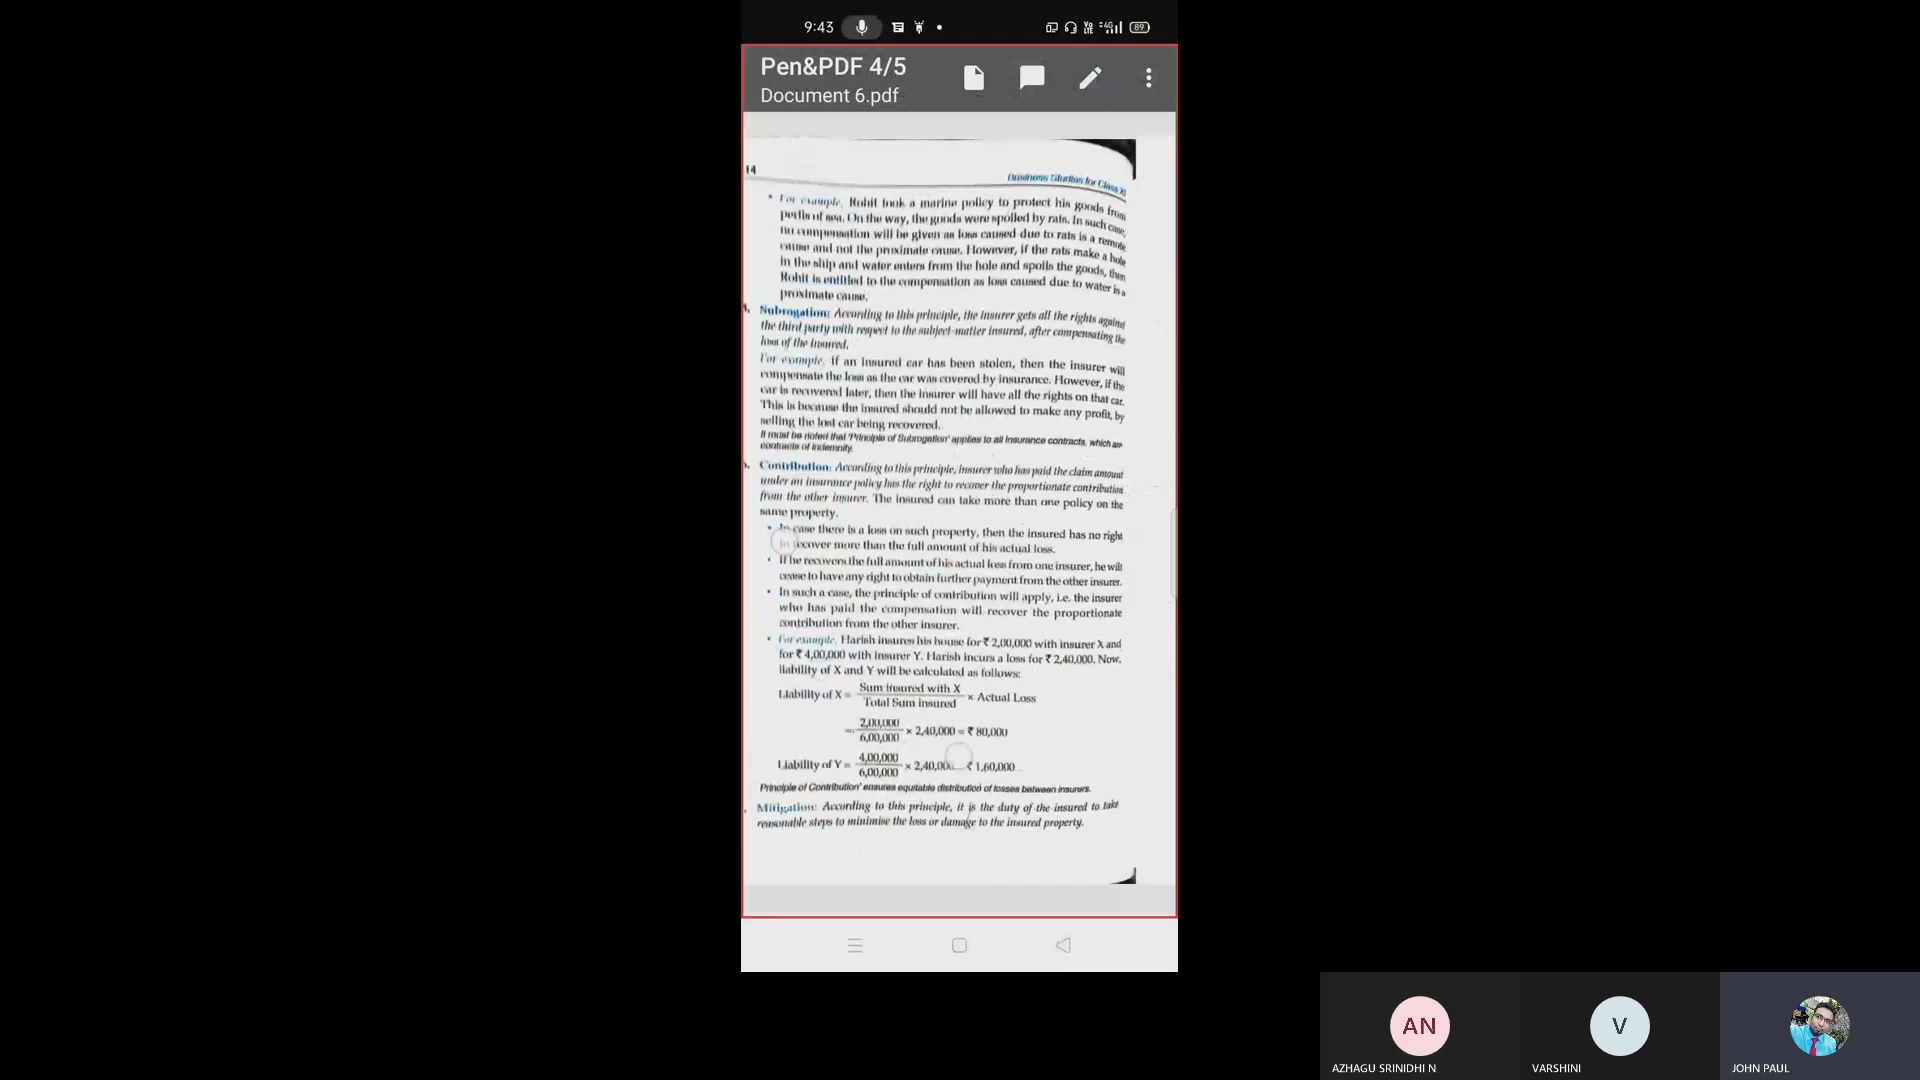 9:43
VoLTE 4G 89
Pen&PDF 4/5
Document 6.pdf
14
Business Studies for Class XI
• For example, Rohit took a marine policy to protect his goods from
perils of sea. On the way, the goods were spoiled by rats. In such case,
no compensation will be given as loss caused due to rats is a remote
cause and not the proximate cause. However, if the rats make a hole
in the ship and water enters from the hole and spoils the goods, then
Rohit is entitled to the compensation as loss caused due to water is a
proximate cause.
Subrogation: According to this principle, the insurer gets all the rights against
the third party with respect to the subject-matter insured, after compensating the
loss of the insured.
For example, if an insured car has been stolen, then the insurer will
compensate the loss as the car was covered by insurance. However, if the
car is recovered later, then the insurer will have all the rights on that car.
This is because the insured should not be allowed to make any profit, by
selling the lost car being recovered.
It must be noted that 'Principle of Subrogation' applies to all insurance contracts, which are
contracts of indemnity.
Contribution: According to this principle, insurer who has paid the claim amount
under an insurance policy has the right to recover the proportionate contribution
from the other insurer. The insured can take more than one policy on the
same property.
• In case there is a loss on such property, then the insured has no right
to recover more than the full amount of his actual loss.
• If he recovers the full amount of his actual loss from one insurer, he will
cease to have any right to obtain further payment from the other insurer.
• In such a case, the principle of contribution will apply, i.e. the insurer
who has paid the compensation will recover the proportionate
contribution from the other insurer.
• For example, Harish insures his house for ₹ 2,00,000 with insurer X and
for ₹ 4,00,000 with insurer Y. Harish incurs a loss for ₹ 2,40,000. Now,
liability of X and Y will be calculated as follows:
Liability of X = Sum insured with X / Total Sum insured × Actual Loss
= 2,00,000 / 6,00,000 × 2,40,000 = ₹ 80,000
Liability of Y = 4,00,000 / 6,00,000 × 2,40,000 ₹ 1,60,000
Principle of Contribution' ensures equitable distribution of losses between insurers.
Mitigation: According to this principle, it is the duty of the insured to take
reasonable steps to minimise the loss or damage to the insured property.
AN
AZHAGU SRINIDHI N
V
VARSHINI
JOHN PAUL